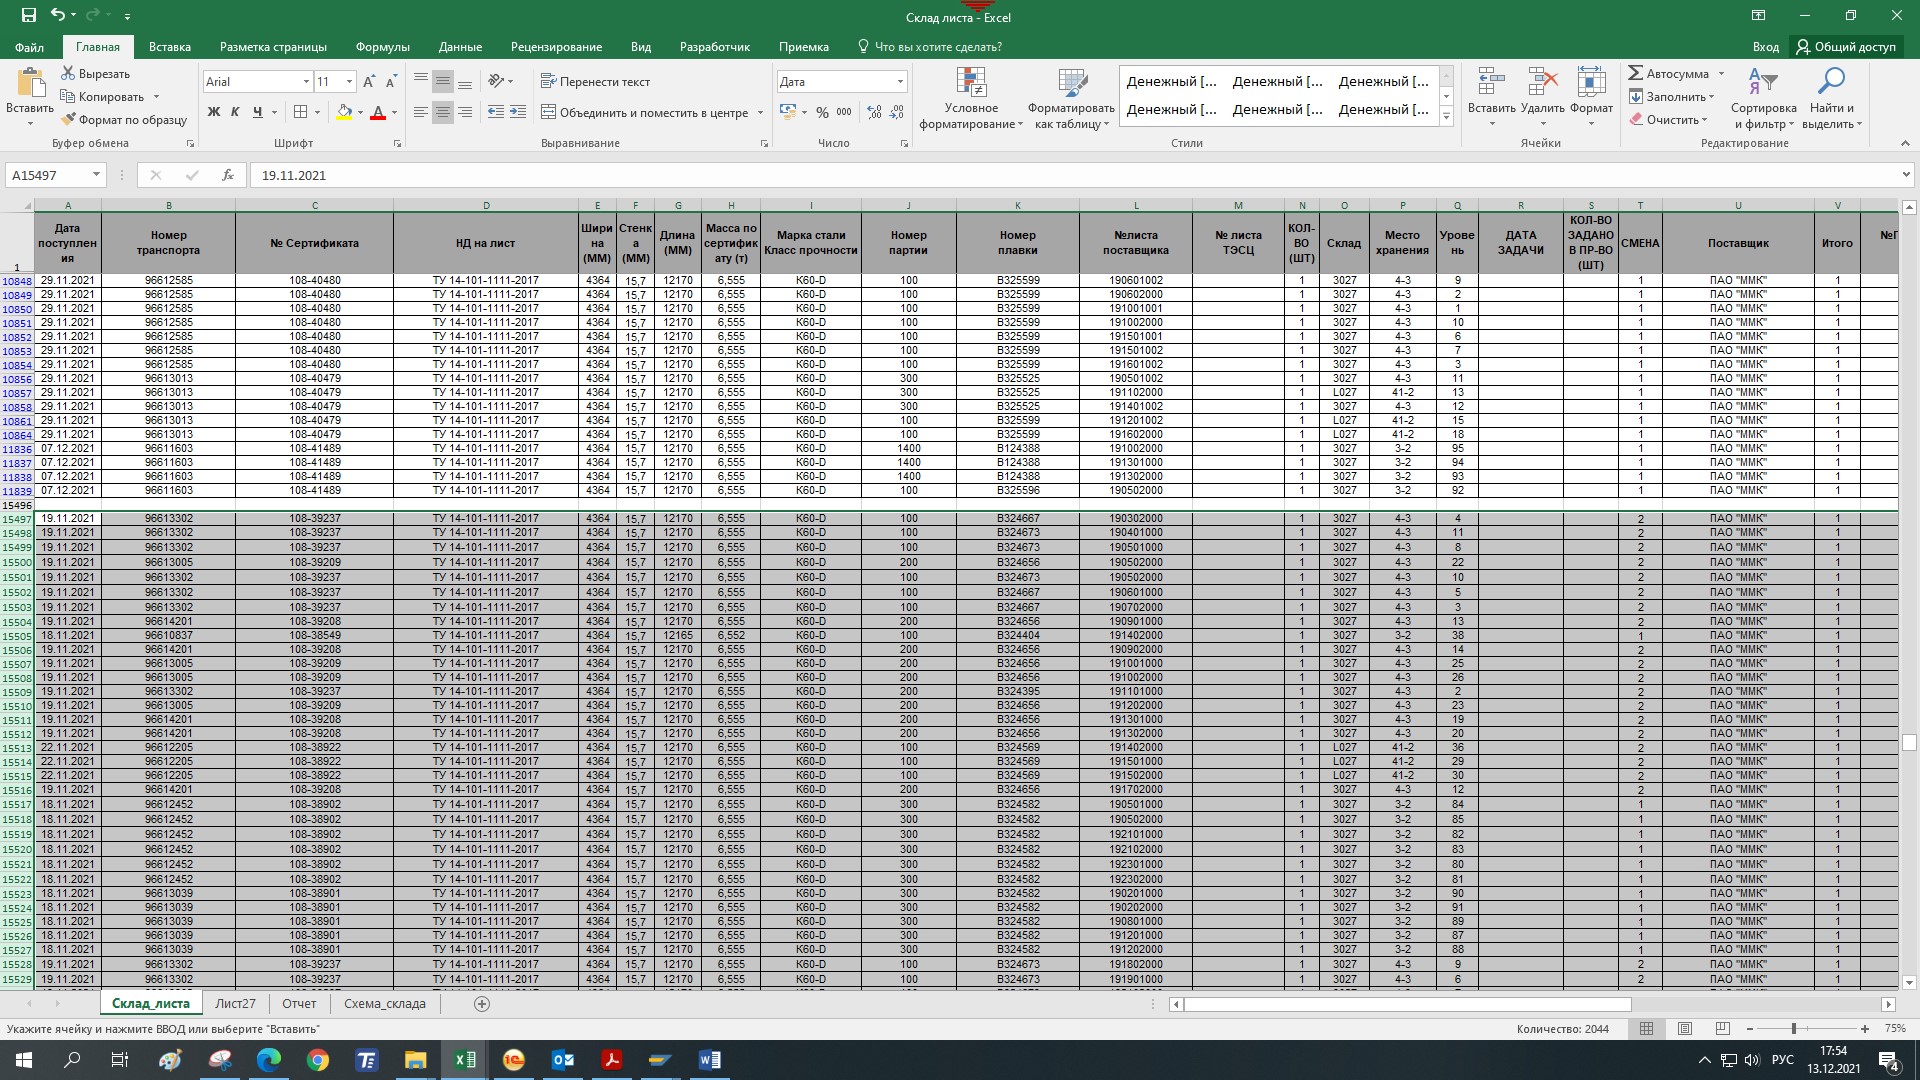 Склад листа - Excel
Файл Главная Вставка Разметка страницы Формулы Данные Рецензирование Вид Разработчик Приемка Что вы хотите сделать? Вход Общий доступ
Вставить Вырезать Копировать Формат по образцу Буфер обмена
Arial 11 Ж К Ч Шрифт
Перенести текст Объединить и поместить в центре Выравнивание
Дата % 000 Число
Условное форматирование Форматировать как таблицу
Денежный [... Денежный [... Денежный [...
Денежный [... Денежный [... Денежный [...
Стили
Вставить Удалить Формат Ячейки
Автосумма Заполнить Очистить Сортировка и фильтр Найти и выделить Редактирование
A15497 fx 19.11.2021
A B C D E F G H I J K L M N O P Q R S T U V
1 Дата поступления Номер транспорта № Сертификата НД на лист Ширина (ММ) Стенка (ММ) Длина (ММ) Масса по сертификату (т) Марка стали Класс прочности Номер партии Номер плавки №листа поставщика № листа ТЭСЦ КОЛ-ВО (ШТ) Склад Место хранения Уровень ДАТА ЗАДАЧИ КОЛ-ВО ЗАДАНО В ПР-ВО (ШТ) СМЕНА Поставщик Итого
10848 29.11.2021 96612585 108-40480 ТУ 14-101-1111-2017 4364 15,7 12170 6,555 K60-D 100 B325599 190601002 1 3027 4-3 9 1 ПАО "ММК" 1
10849 29.11.2021 96612585 108-40480 ТУ 14-101-1111-2017 4364 15,7 12170 6,555 K60-D 100 B325599 190602000 1 3027 4-3 2 1 ПАО "ММК" 1
10850 29.11.2021 96612585 108-40480 ТУ 14-101-1111-2017 4364 15,7 12170 6,555 K60-D 100 B325599 191001001 1 3027 4-3 1 1 ПАО "ММК" 1
10851 29.11.2021 96612585 108-40480 ТУ 14-101-1111-2017 4364 15,7 12170 6,555 K60-D 100 B325599 191002000 1 3027 4-3 10 1 ПАО "ММК" 1
10852 29.11.2021 96612585 108-40480 ТУ 14-101-1111-2017 4364 15,7 12170 6,555 K60-D 100 B325599 191501001 1 3027 4-3 6 1 ПАО "ММК" 1
10853 29.11.2021 96612585 108-40480 ТУ 14-101-1111-2017 4364 15,7 12170 6,555 K60-D 100 B325599 191501002 1 3027 4-3 7 1 ПАО "ММК" 1
10854 29.11.2021 96612585 108-40480 ТУ 14-101-1111-2017 4364 15,7 12170 6,555 K60-D 100 B325599 191601002 1 3027 4-3 3 1 ПАО "ММК" 1
10856 29.11.2021 96613013 108-40479 ТУ 14-101-1111-2017 4364 15,7 12170 6,555 K60-D 300 B325525 190501002 1 3027 4-3 11 1 ПАО "ММК" 1
10857 29.11.2021 96613013 108-40479 ТУ 14-101-1111-2017 4364 15,7 12170 6,555 K60-D 300 B325525 191102000 1 L027 41-2 13 1 ПАО "ММК" 1
10858 29.11.2021 96613013 108-40479 ТУ 14-101-1111-2017 4364 15,7 12170 6,555 K60-D 300 B325525 191401002 1 3027 4-3 12 1 ПАО "ММК" 1
10861 29.11.2021 96613013 108-40479 ТУ 14-101-1111-2017 4364 15,7 12170 6,555 K60-D 100 B325599 191201002 1 L027 41-2 15 1 ПАО "ММК" 1
10864 29.11.2021 96613013 108-40479 ТУ 14-101-1111-2017 4364 15,7 12170 6,555 K60-D 100 B325599 191602000 1 L027 41-2 18 1 ПАО "ММК" 1
11836 07.12.2021 96611603 108-41489 ТУ 14-101-1111-2017 4364 15,7 12170 6,555 K60-D 1400 B124388 191002000 1 3027 3-2 95 1 ПАО "ММК" 1
11837 07.12.2021 96611603 108-41489 ТУ 14-101-1111-2017 4364 15,7 12170 6,555 K60-D 1400 B124388 191301000 1 3027 3-2 94 1 ПАО "ММК" 1
11838 07.12.2021 96611603 108-41489 ТУ 14-101-1111-2017 4364 15,7 12170 6,555 K60-D 1400 B124388 191302000 1 3027 3-2 93 1 ПАО "ММК" 1
11839 07.12.2021 96611603 108-41489 ТУ 14-101-1111-2017 4364 15,7 12170 6,555 K60-D 100 B325596 190502000 1 3027 3-2 92 1 ПАО "ММК" 1
15496
15497 19.11.2021 96613302 108-39237 ТУ 14-101-1111-2017 4364 15,7 12170 6,555 K60-D 100 B324667 190302000 1 3027 4-3 4 2 ПАО "ММК" 1
15498 19.11.2021 96613302 108-39237 ТУ 14-101-1111-2017 4364 15,7 12170 6,555 K60-D 100 B324673 190401000 1 3027 4-3 11 2 ПАО "ММК" 1
15499 19.11.2021 96613302 108-39237 ТУ 14-101-1111-2017 4364 15,7 12170 6,555 K60-D 100 B324673 190501000 1 3027 4-3 8 2 ПАО "ММК" 1
15500 19.11.2021 96613005 108-39209 ТУ 14-101-1111-2017 4364 15,7 12170 6,555 K60-D 200 B324656 190502000 1 3027 4-3 22 2 ПАО "ММК" 1
15501 19.11.2021 96613302 108-39237 ТУ 14-101-1111-2017 4364 15,7 12170 6,555 K60-D 100 B324673 190502000 1 3027 4-3 10 2 ПАО "ММК" 1
15502 19.11.2021 96613302 108-39237 ТУ 14-101-1111-2017 4364 15,7 12170 6,555 K60-D 100 B324667 190601000 1 3027 4-3 5 2 ПАО "ММК" 1
15503 19.11.2021 96613302 108-39237 ТУ 14-101-1111-2017 4364 15,7 12170 6,555 K60-D 100 B324667 190702000 1 3027 4-3 3 2 ПАО "ММК" 1
15504 19.11.2021 96614201 108-39208 ТУ 14-101-1111-2017 4364 15,7 12170 6,555 K60-D 200 B324656 190901000 1 3027 4-3 13 2 ПАО "ММК" 1
15505 18.11.2021 96610837 108-38549 ТУ 14-101-1111-2017 4364 15,7 12165 6,552 K60-D 100 B324404 191402000 1 3027 3-2 38 1 ПАО "ММК" 1
15506 19.11.2021 96614201 108-39208 ТУ 14-101-1111-2017 4364 15,7 12170 6,555 K60-D 200 B324656 190902000 1 3027 4-3 14 2 ПАО "ММК" 1
15507 19.11.2021 96613005 108-39209 ТУ 14-101-1111-2017 4364 15,7 12170 6,555 K60-D 200 B324656 191001000 1 3027 4-3 25 2 ПАО "ММК" 1
15508 19.11.2021 96613005 108-39209 ТУ 14-101-1111-2017 4364 15,7 12170 6,555 K60-D 200 B324656 191002000 1 3027 4-3 26 2 ПАО "ММК" 1
15509 19.11.2021 96613302 108-39237 ТУ 14-101-1111-2017 4364 15,7 12170 6,555 K60-D 200 B324395 191101000 1 3027 4-3 2 2 ПАО "ММК" 1
15510 19.11.2021 96613005 108-39209 ТУ 14-101-1111-2017 4364 15,7 12170 6,555 K60-D 200 B324656 191202000 1 3027 4-3 23 2 ПАО "ММК" 1
15511 19.11.2021 96614201 108-39208 ТУ 14-101-1111-2017 4364 15,7 12170 6,555 K60-D 200 B324656 191301000 1 3027 4-3 19 2 ПАО "ММК" 1
15512 19.11.2021 96614201 108-39208 ТУ 14-101-1111-2017 4364 15,7 12170 6,555 K60-D 200 B324656 191302000 1 3027 4-3 20 2 ПАО "ММК" 1
15513 22.11.2021 96612205 108-38922 ТУ 14-101-1111-2017 4364 15,7 12170 6,555 K60-D 100 B324569 191402000 1 L027 41-2 36 2 ПАО "ММК" 1
15514 22.11.2021 96612205 108-38922 ТУ 14-101-1111-2017 4364 15,7 12170 6,555 K60-D 100 B324569 191501000 1 L027 41-2 29 2 ПАО "ММК" 1
15515 22.11.2021 96612205 108-38922 ТУ 14-101-1111-2017 4364 15,7 12170 6,555 K60-D 100 B324569 191502000 1 L027 41-2 30 2 ПАО "ММК" 1
15516 19.11.2021 96614201 108-39208 ТУ 14-101-1111-2017 4364 15,7 12170 6,555 K60-D 100 B324656 191702000 1 3027 4-3 12 2 ПАО "ММК" 1
15517 18.11.2021 96612452 108-38902 ТУ 14-101-1111-2017 4364 15,7 12170 6,555 K60-D 300 B324582 190501000 1 3027 3-2 84 1 ПАО "ММК" 1
15518 18.11.2021 96612452 108-38902 ТУ 14-101-1111-2017 4364 15,7 12170 6,555 K60-D 300 B324582 190502000 1 3027 3-2 85 1 ПАО "ММК" 1
15519 18.11.2021 96612452 108-38902 ТУ 14-101-1111-2017 4364 15,7 12170 6,555 K60-D 300 B324582 192101000 1 3027 3-2 82 1 ПАО "ММК" 1
15520 18.11.2021 96612452 108-38902 ТУ 14-101-1111-2017 4364 15,7 12170 6,555 K60-D 300 B324582 192102000 1 3027 3-2 83 1 ПАО "ММК" 1
15521 18.11.2021 96612452 108-38902 ТУ 14-101-1111-2017 4364 15,7 12170 6,555 K60-D 300 B324582 192301000 1 3027 3-2 80 1 ПАО "ММК" 1
15522 18.11.2021 96612452 108-38902 ТУ 14-101-1111-2017 4364 15,7 12170 6,555 K60-D 300 B324582 192302000 1 3027 3-2 81 1 ПАО "ММК" 1
15523 18.11.2021 96613039 108-38901 ТУ 14-101-1111-2017 4364 15,7 12170 6,555 K60-D 300 B324582 190201000 1 3027 3-2 90 1 ПАО "ММК" 1
15524 18.11.2021 96613039 108-38901 ТУ 14-101-1111-2017 4364 15,7 12170 6,555 K60-D 300 B324582 190202000 1 3027 3-2 91 1 ПАО "ММК" 1
15525 18.11.2021 96613039 108-38901 ТУ 14-101-1111-2017 4364 15,7 12170 6,555 K60-D 300 B324582 190801000 1 3027 3-2 89 1 ПАО "ММК" 1
15526 18.11.2021 96613039 108-38901 ТУ 14-101-1111-2017 4364 15,7 12170 6,555 K60-D 300 B324582 191201000 1 3027 3-2 87 1 ПАО "ММК" 1
15527 18.11.2021 96613039 108-38901 ТУ 14-101-1111-2017 4364 15,7 12170 6,555 K60-D 300 B324582 191202000 1 3027 3-2 88 1 ПАО "ММК" 1
15528 19.11.2021 96613302 108-39237 ТУ 14-101-1111-2017 4364 15,7 12170 6,555 K60-D 100 B324673 191802000 1 3027 4-3 9 2 ПАО "ММК" 1
15529 19.11.2021 96613302 108-39237 ТУ 14-101-1111-2017 4364 15,7 12170 6,555 K60-D 100 B324673 191901000 1 3027 4-3 6 2 ПАО "ММК" 1
Склад_листа Лист27 Отчет Схема_склада
Укажите ячейку и нажмите ВВОД или выберите "Вставить" Количество: 2044 75%
РУС 17:54
13.12.2021 4